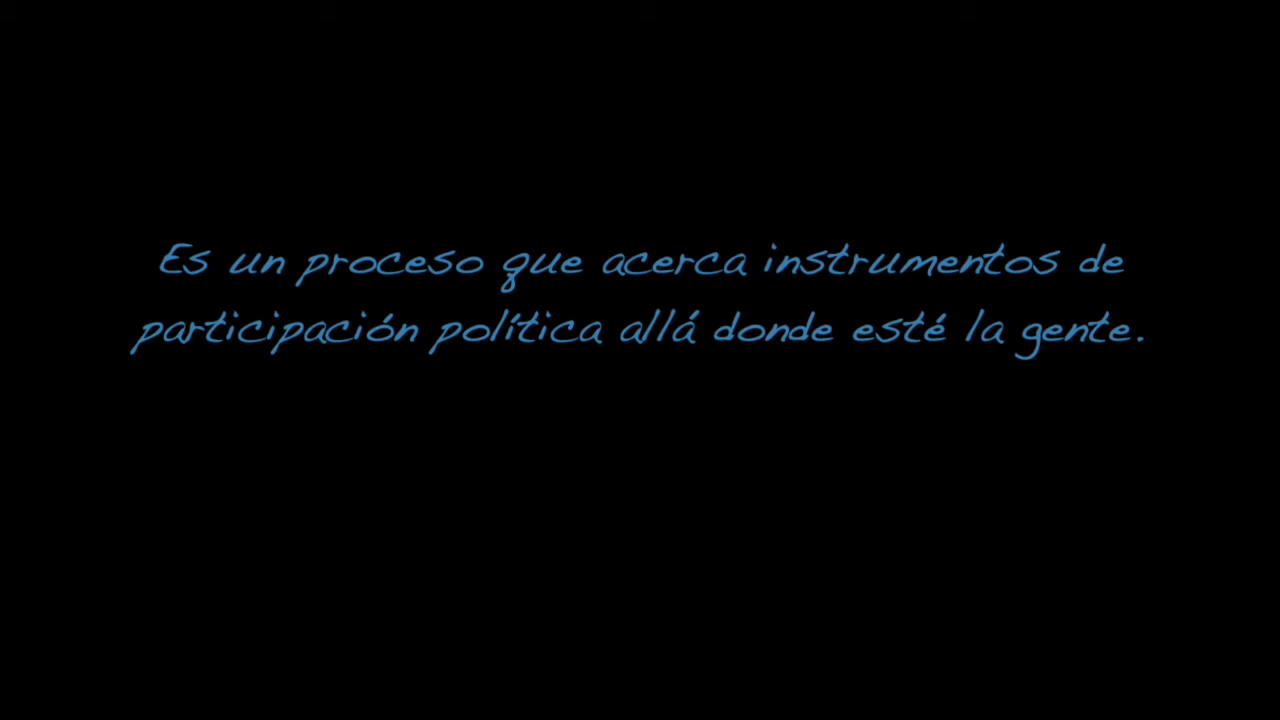 Es un proceso que acerca instrumentos de
participación política allá donde esté la gente.